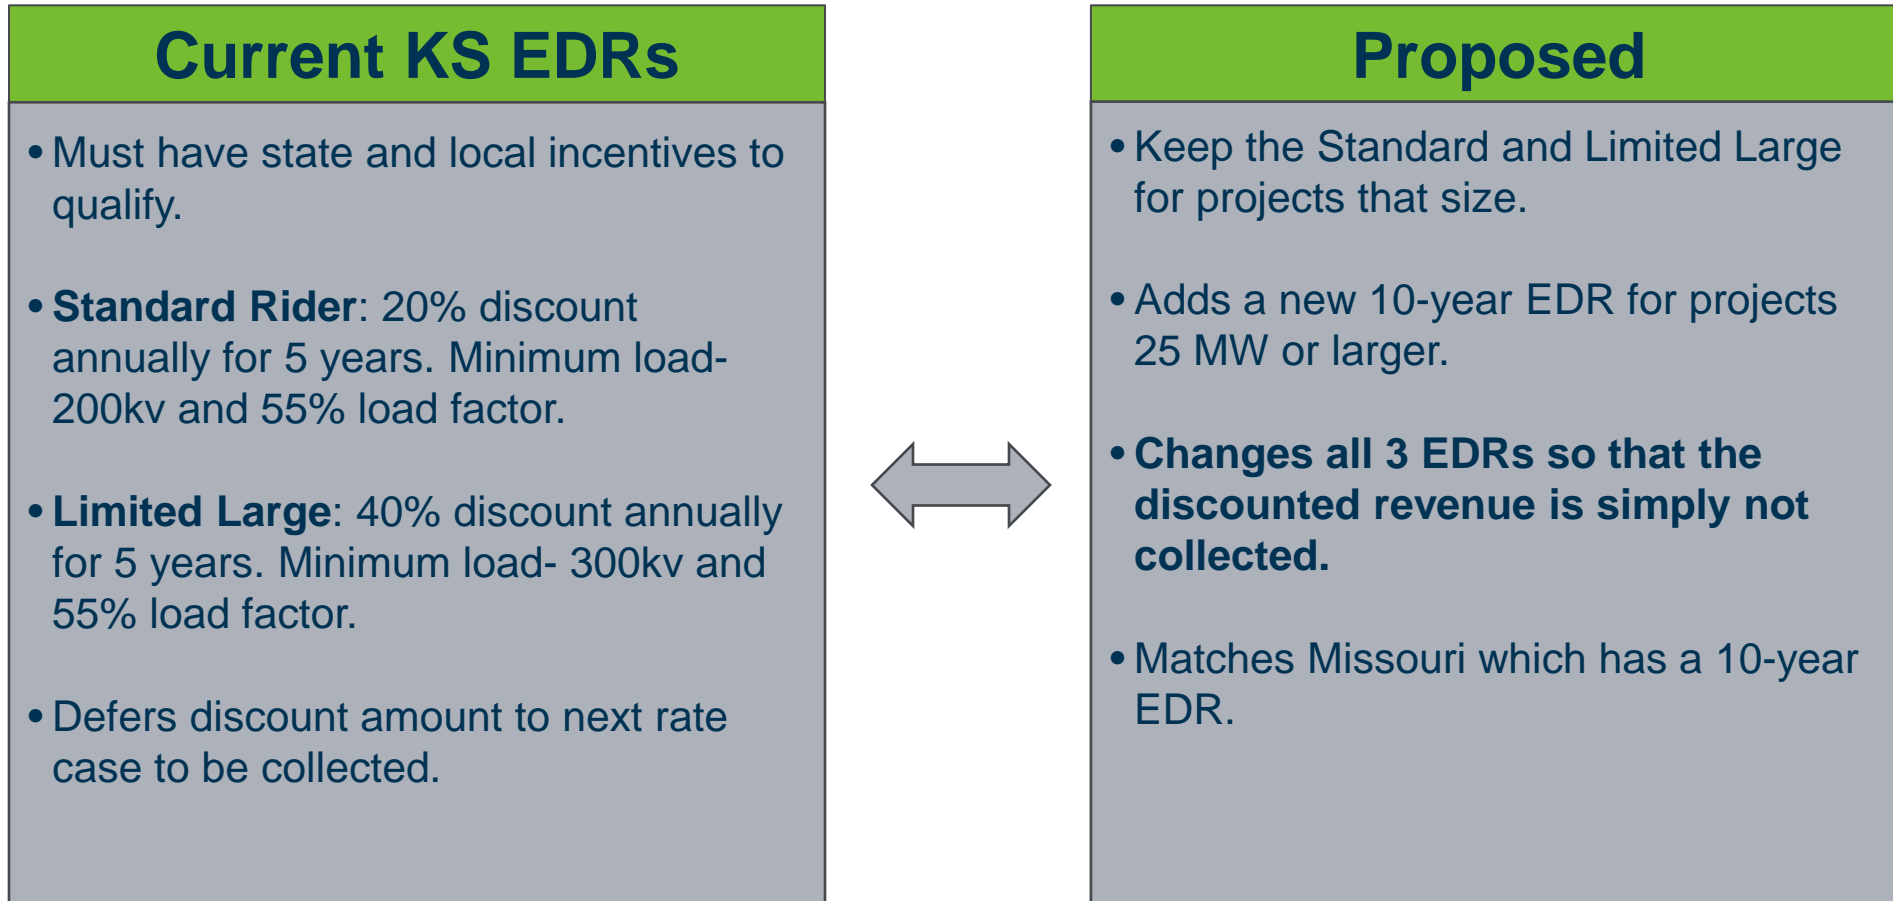 Current KS EDRs
• Must have state and local incentives to
qualify.
• Standard Rider: 20% discount
annually for 5 years. Minimum load-
200kv and 55% load factor.
• Limited Large: 40% discount annually
for 5 years. Minimum load- 300kv and
55% load factor.
• Defers discount amount to next rate
case to be collected.
Proposed
• Keep the Standard and Limited Large
for projects that size.
• Adds a new 10-year EDR for projects
25 MW or larger.
• Changes all 3 EDRs so that the
discounted revenue is simply not
collected.
• Matches Missouri which has a 10-year
EDR.